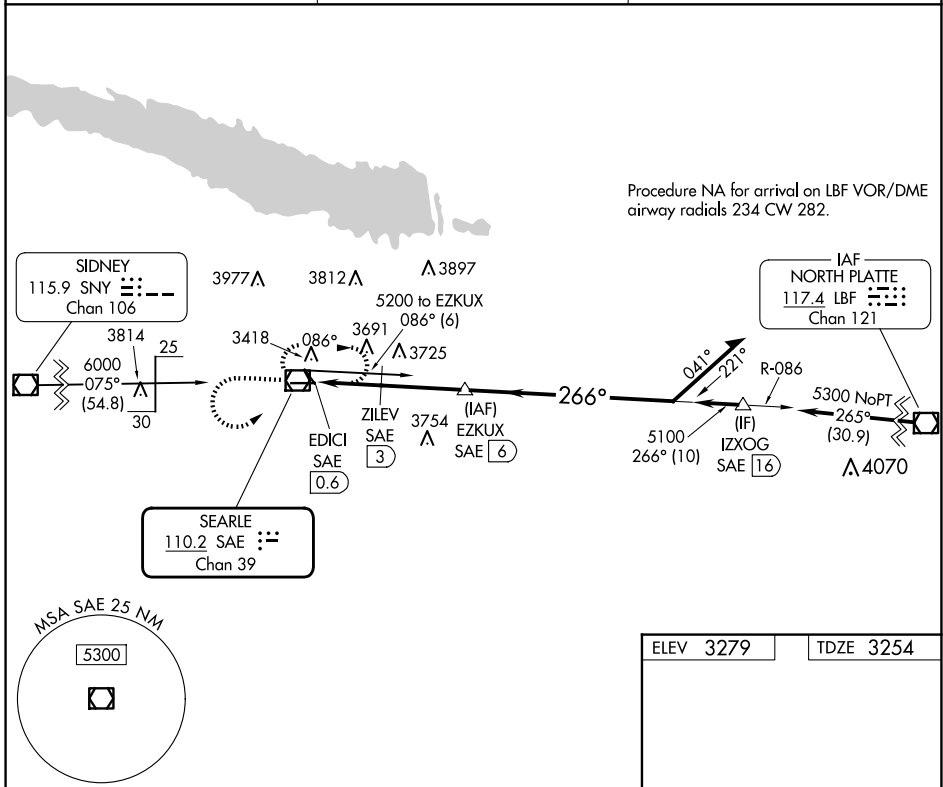 Procedure NA for arrival on LBF VOR/DME
airway radials 234 CW 282.
SIDNEY
115.9 SNY
Chan 106
3977
3812
3897
IAF
NORTH PLATTE
117.4 LBF
Chan 121
5200 to EZKUX
086° (6)
3814
25
6000
075°
(54.8)
30
3418
086°
3691
3725
041°
221°
R-086
266°
5300 NoPT
265°
(30.9)
EDICI
SAE
0.6
ZILEV
SAE
3
3754
(IAF)
EZKUX
SAE 6
5100
266° (10)
(IF)
IZXOG
SAE 16
4070
SEARLE
110.2 SAE
Chan 39
MSA SAE 25 NM
5300
ELEV 3279
TDZE 3254